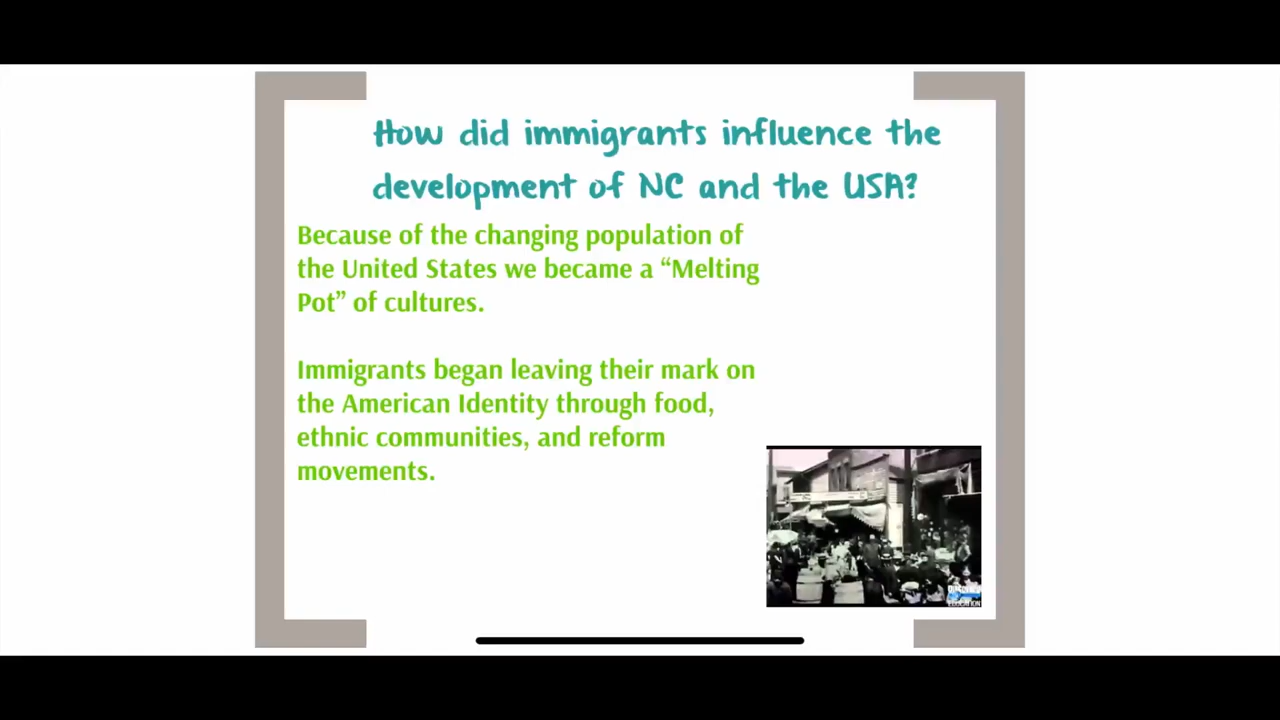 How did immigrants influence the
development of NC and the USA?
Because of the changing population of
the United States we became a “Melting
Pot” of cultures.
Immigrants began leaving their mark on
the American Identity through food,
ethnic communities, and reform
movements.
EDUCATION